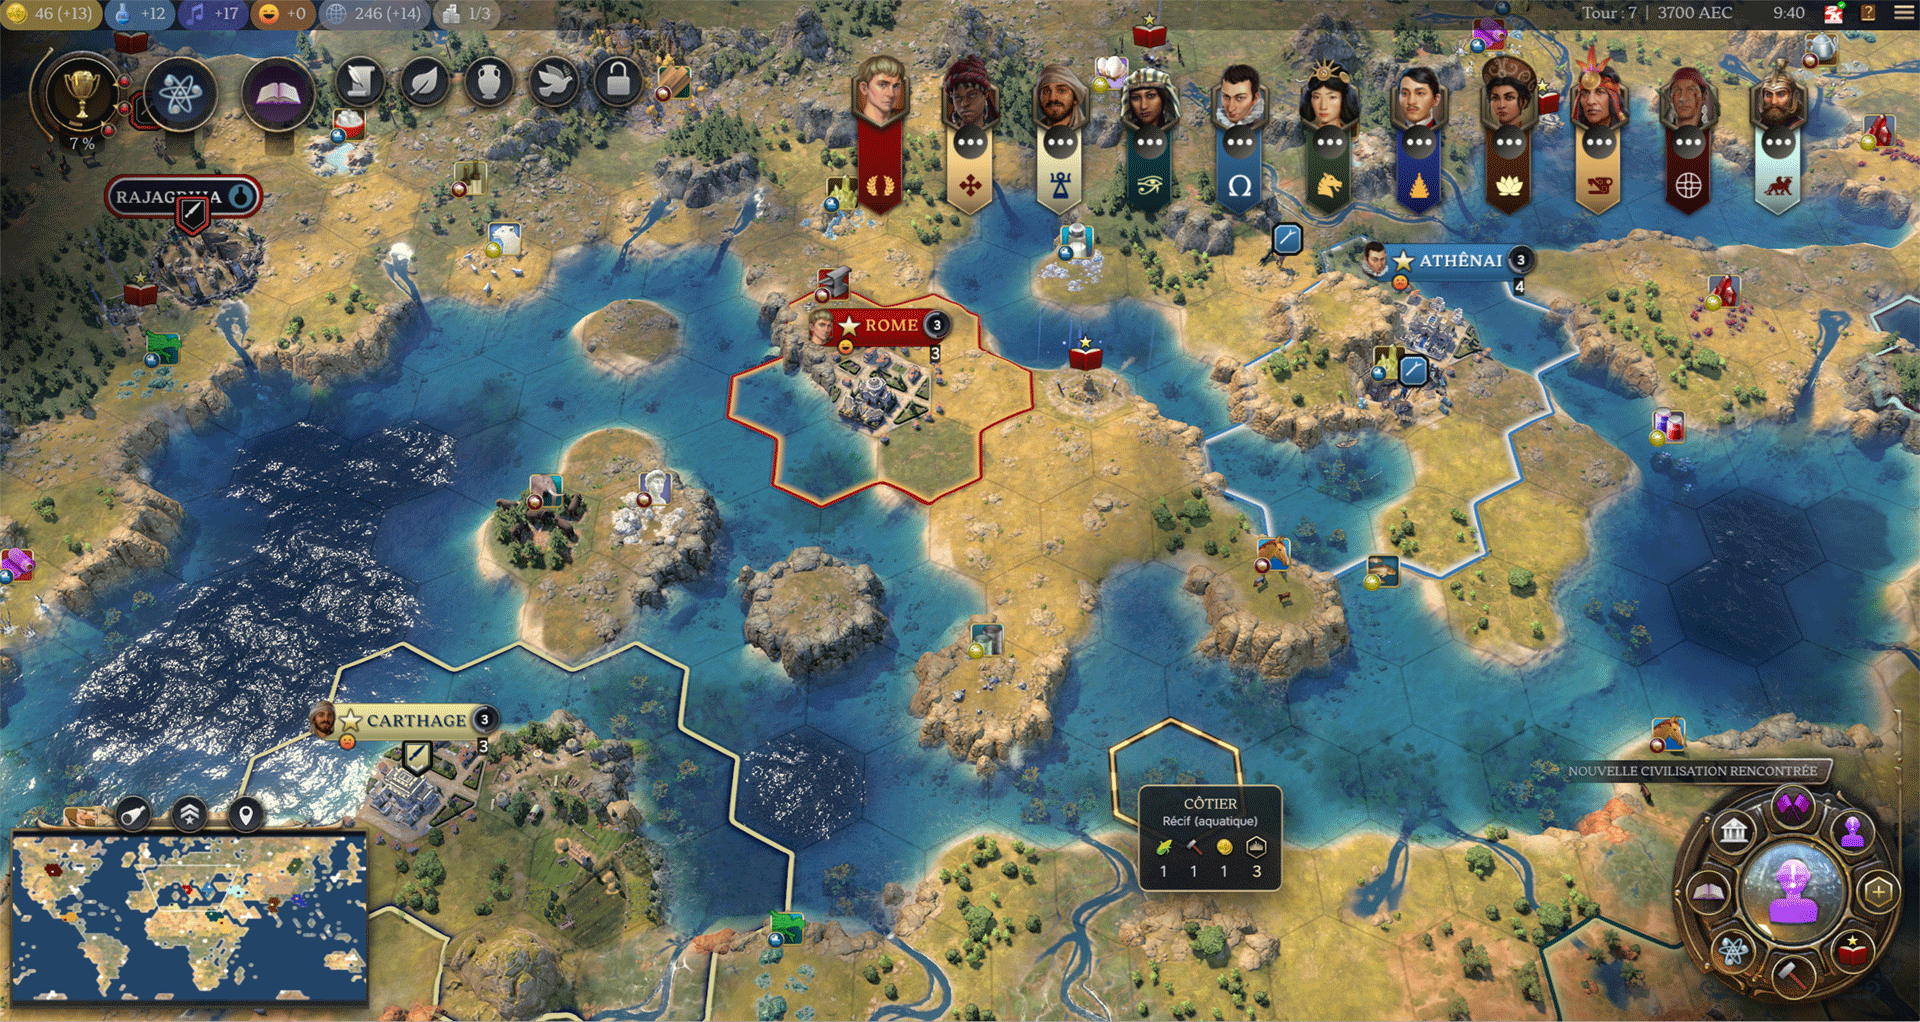 46 (+13) +12 +17 +0 246 (+14) 1/3
Tour : 7 | 3700 AEC 9:40
7 %
RAJAGRIHA
ROME 3
3
ATHÊNAI 3
4
CARTHAGE 3
3
CÔTIER
Récif (aquatique)
1 1 1 3
NOUVELLE CIVILISATION RENCONTRÉE